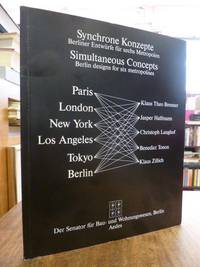 Synchrone Konzepte
Berliner Entwürfe für sechs Metropolen
Simultaneous Concepts
Berlin designs for six metropolises
Paris
London
New York
Los Angeles
Tokyo
Berlin
Klaus Theo Brenner
Jasper Halfmann
Christoph Langhof
Benedict Tonon
Klaus Zillich
Der Senator für Bau- und Wohnungswesen, Berlin
Aedes